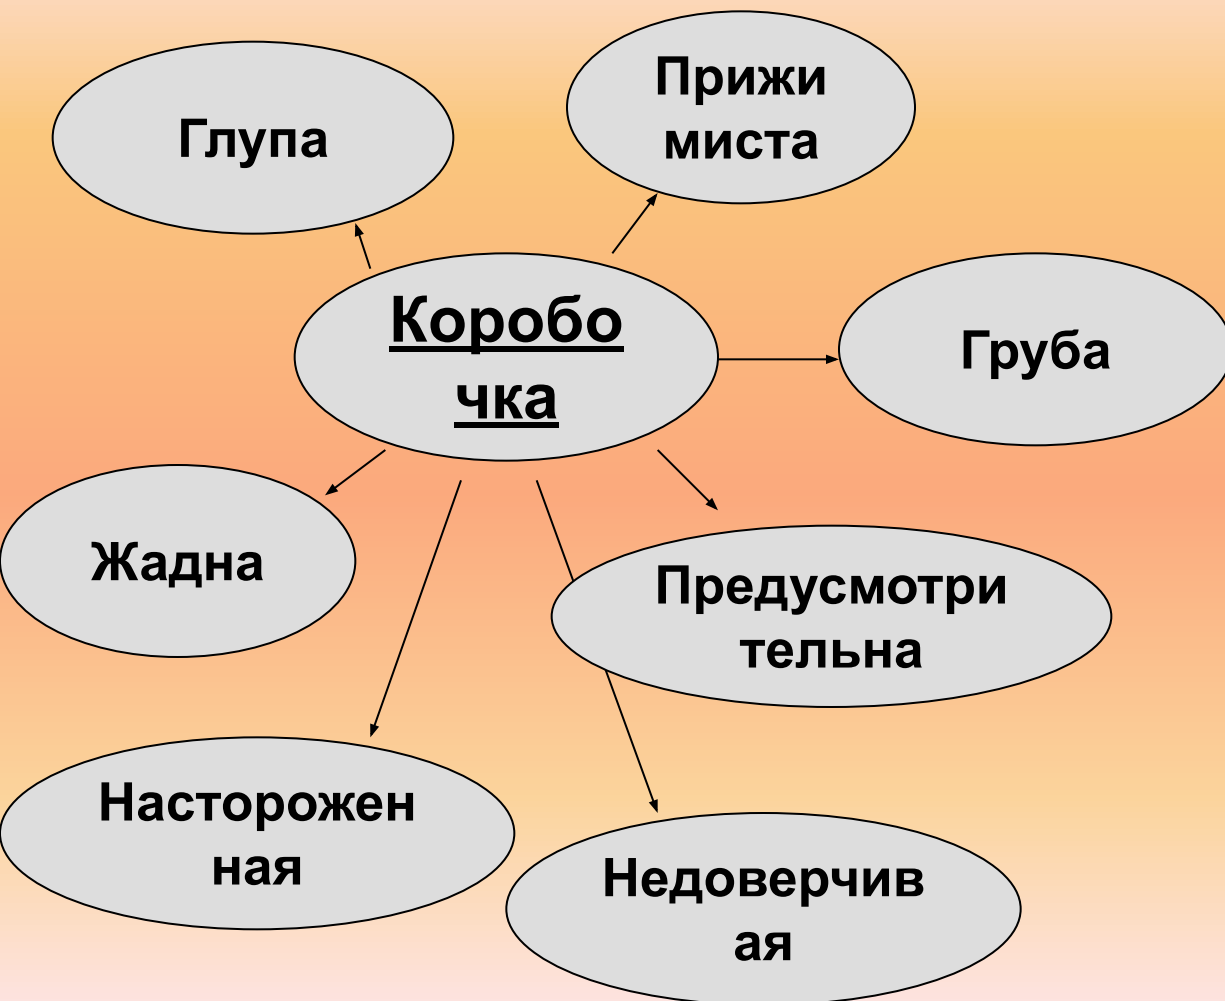 Глупа
Прижи
миста
Коробо
чка
Груба
Жадна
Предусмотри
тельна
Насторожен
ная
Недоверчив
ая